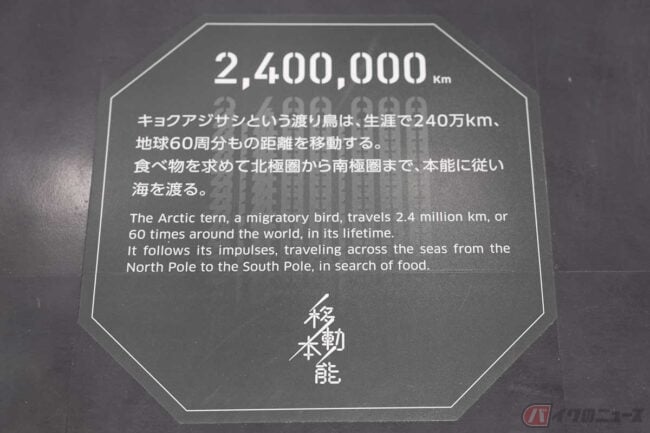 2,400,000 Km
キョクアジサシという渡り鳥は、生涯で240万km、
地球60周分もの距離を移動する。
食べ物を求めて北極圏から南極圏まで、本能に従い
海を渡る。
The Arctic tern, a migratory bird, travels 2.4 million km, or
60 times around the world, in its lifetime.
It follows its impulses, traveling across the seas from the
North Pole to the South Pole, in search of food.
移動
本能
バイクのニュース